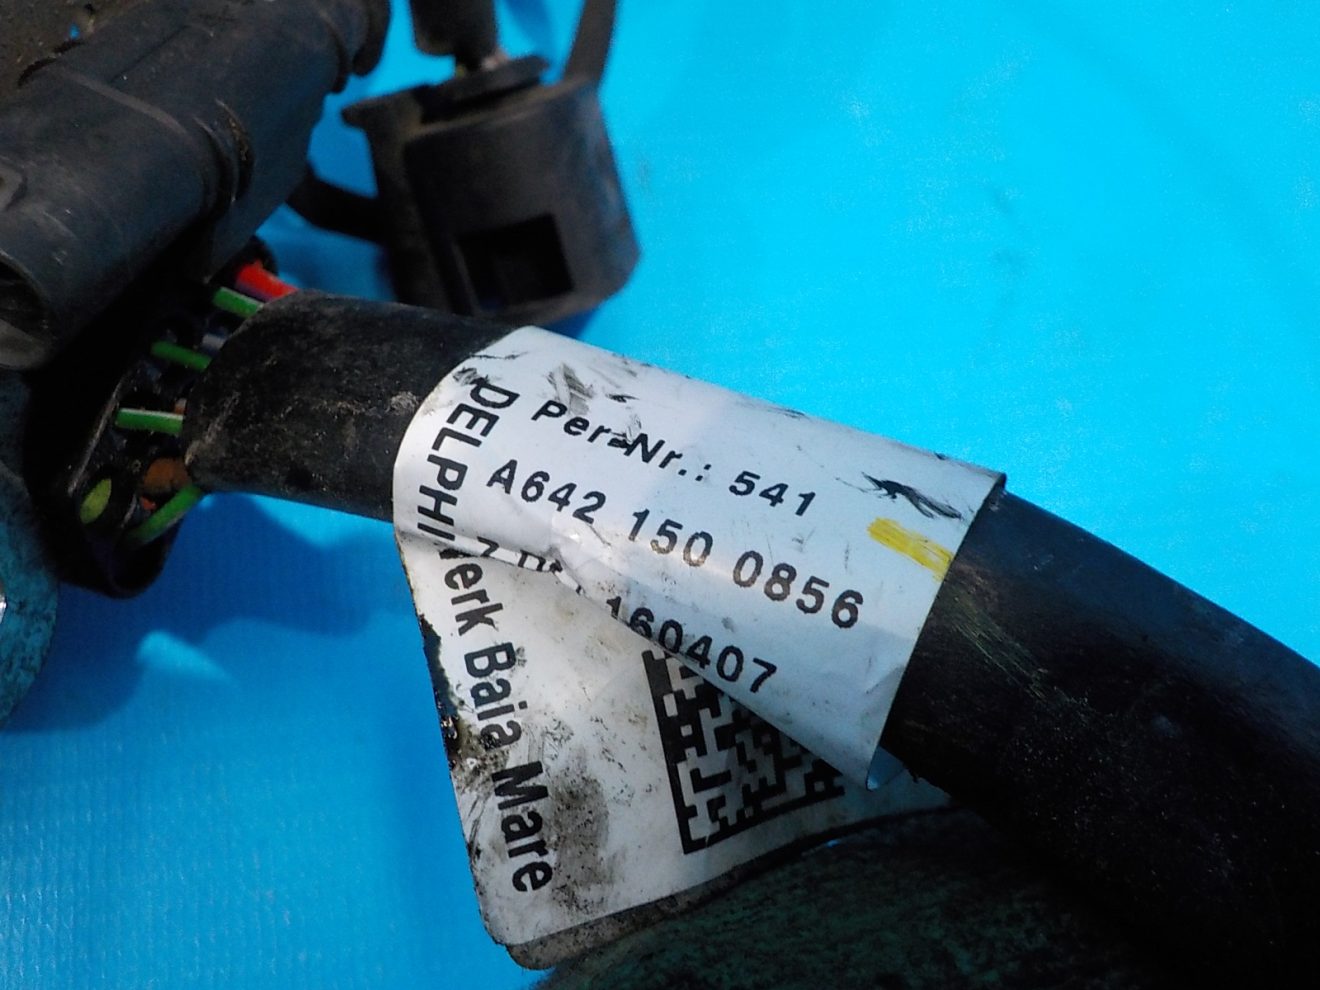 Per-Nr.: 541
A642 150 0856
160407
DELPHI Werk Baia Mare